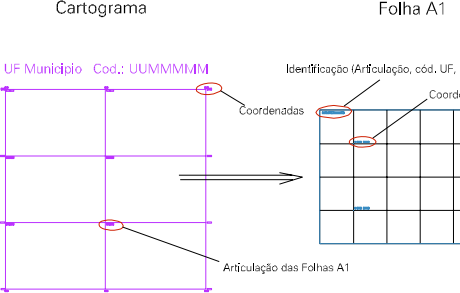 Cartograma
Folha A1
UF Municipio Cod.: UUMMMMM
Identificação (Articulação, cód. UF,
Coordenadas
Coord
Articulação das Folhas A1